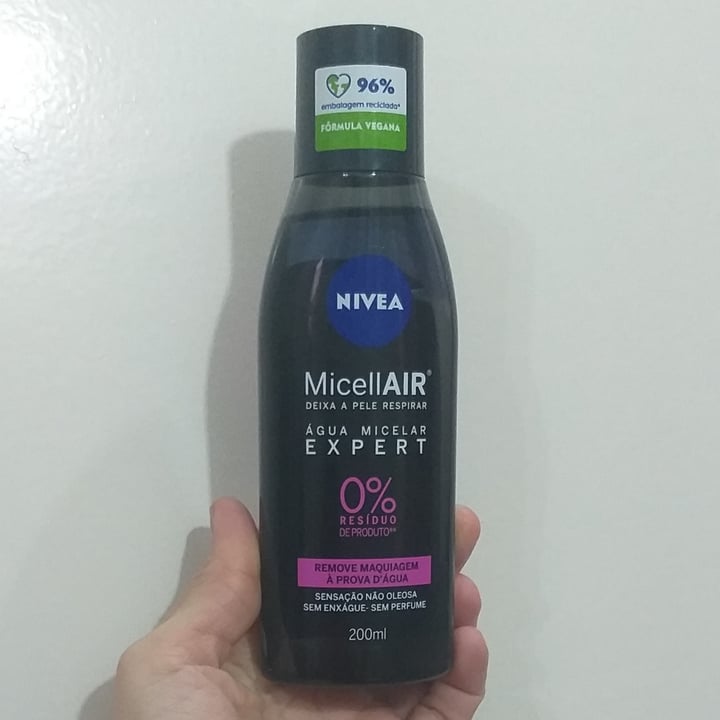 96%
embalagem reciclada*
FÓRMULA VEGANA
NIVEA
MicellAIR®
DEIXA A PELE RESPIRAR
ÁGUA MICELAR
EXPERT
0%
RESÍDUO
DE PRODUTO**
REMOVE MAQUIAGEM
À PROVA D'ÁGUA
SENSAÇÃO NÃO OLEOSA
SEM ENXÁGUE- SEM PERFUME
200ml